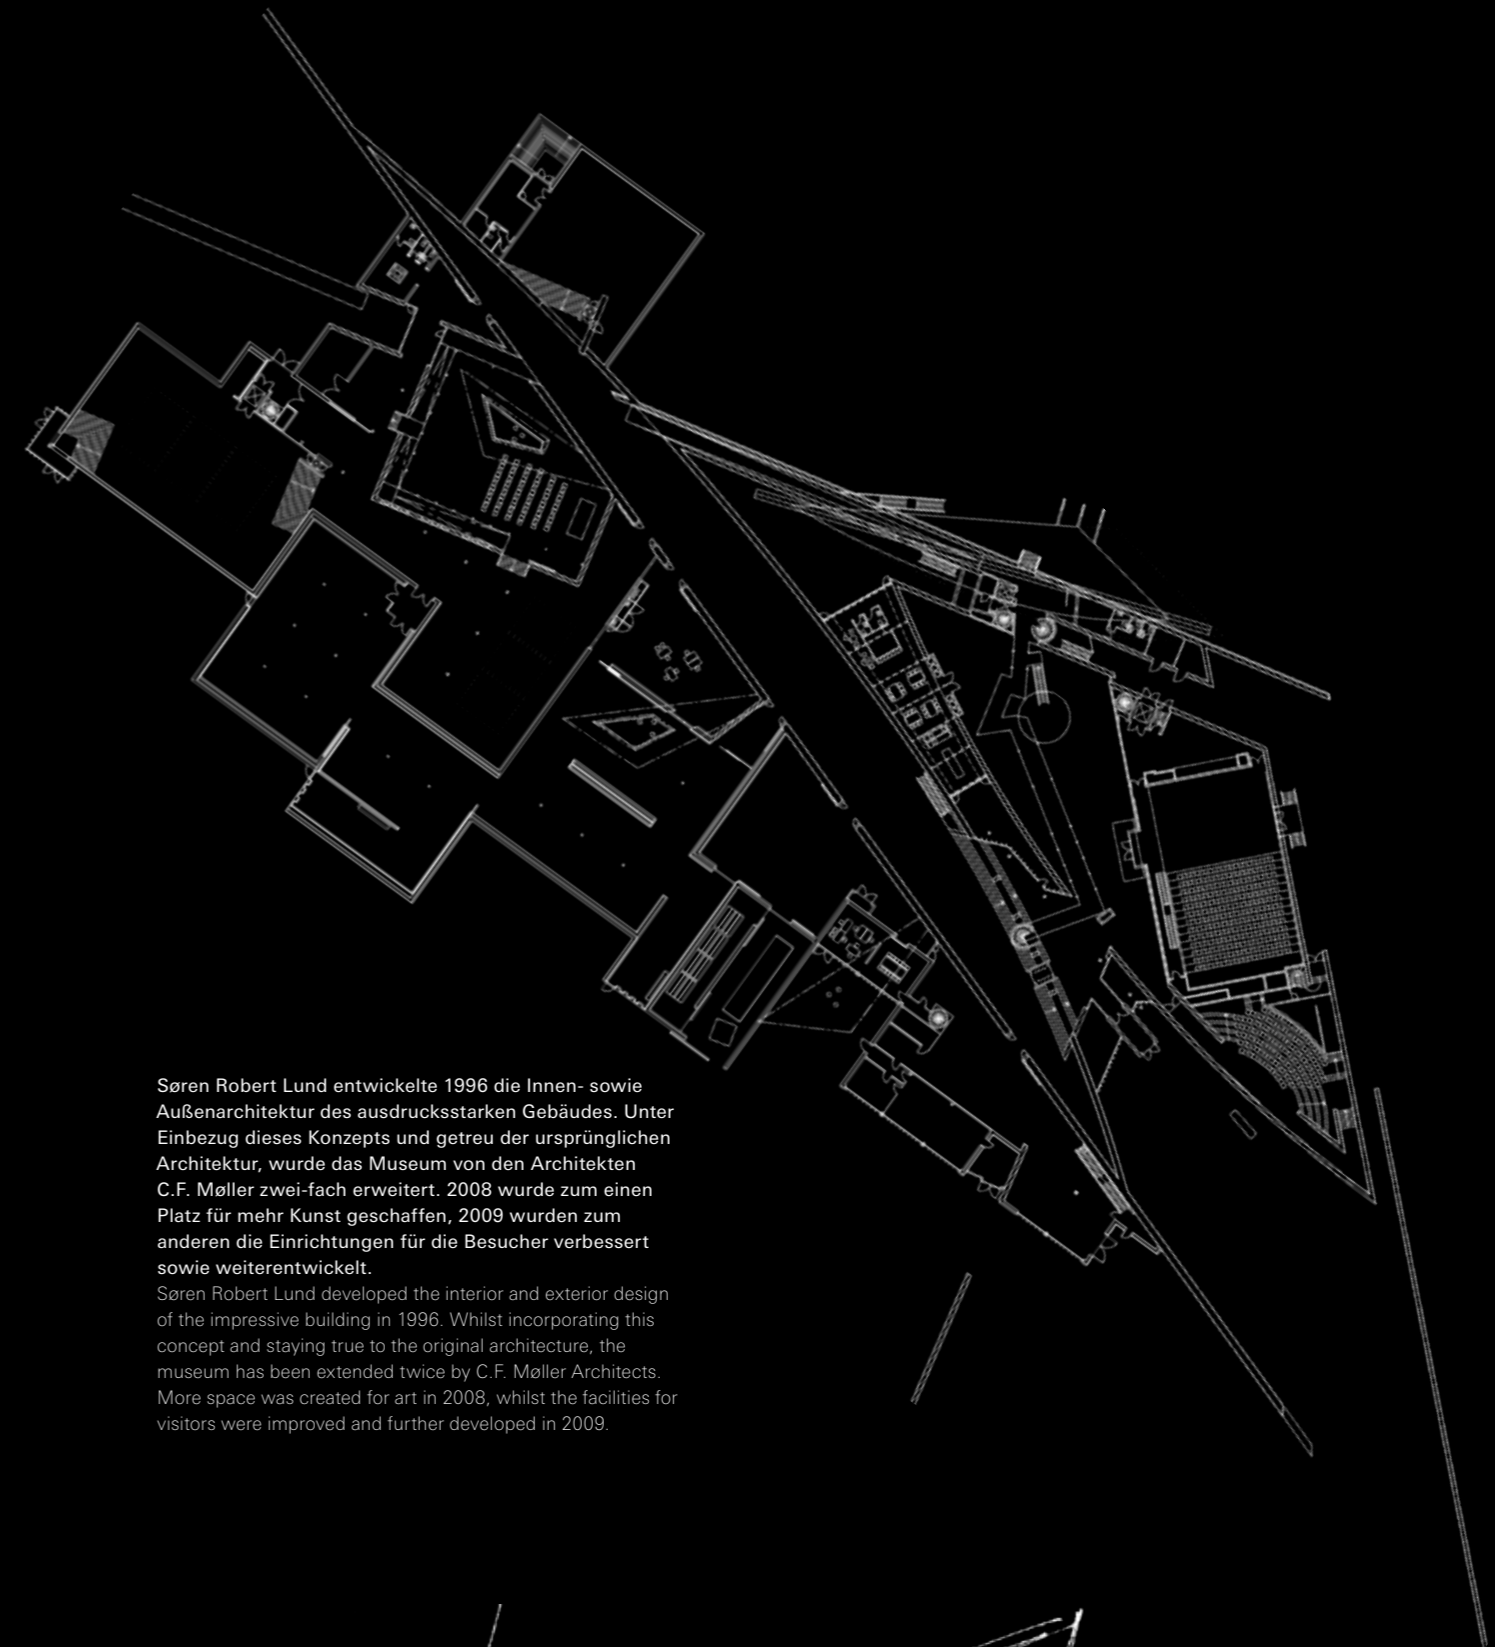 Søren Robert Lund entwickelte 1996 die Innen- sowie
Außenarchitektur des ausdrucksstarken Gebäudes. Unter
Einbezug dieses Konzepts und getreu der ursprünglichen
Architektur, wurde das Museum von den Architekten
C.F. Møller zwei-fach erweitert. 2008 wurde zum einen
Platz für mehr Kunst geschaffen, 2009 wurden zum
anderen die Einrichtungen für die Besucher verbessert
sowie weiterentwickelt.
Søren Robert Lund developed the interior and exterior design
of the impressive building in 1996. Whilst incorporating this
concept and staying true to the original architecture, the
museum has been extended twice by C.F. Møller Architects.
More space was created for art in 2008, whilst the facilities for
visitors were improved and further developed in 2009.